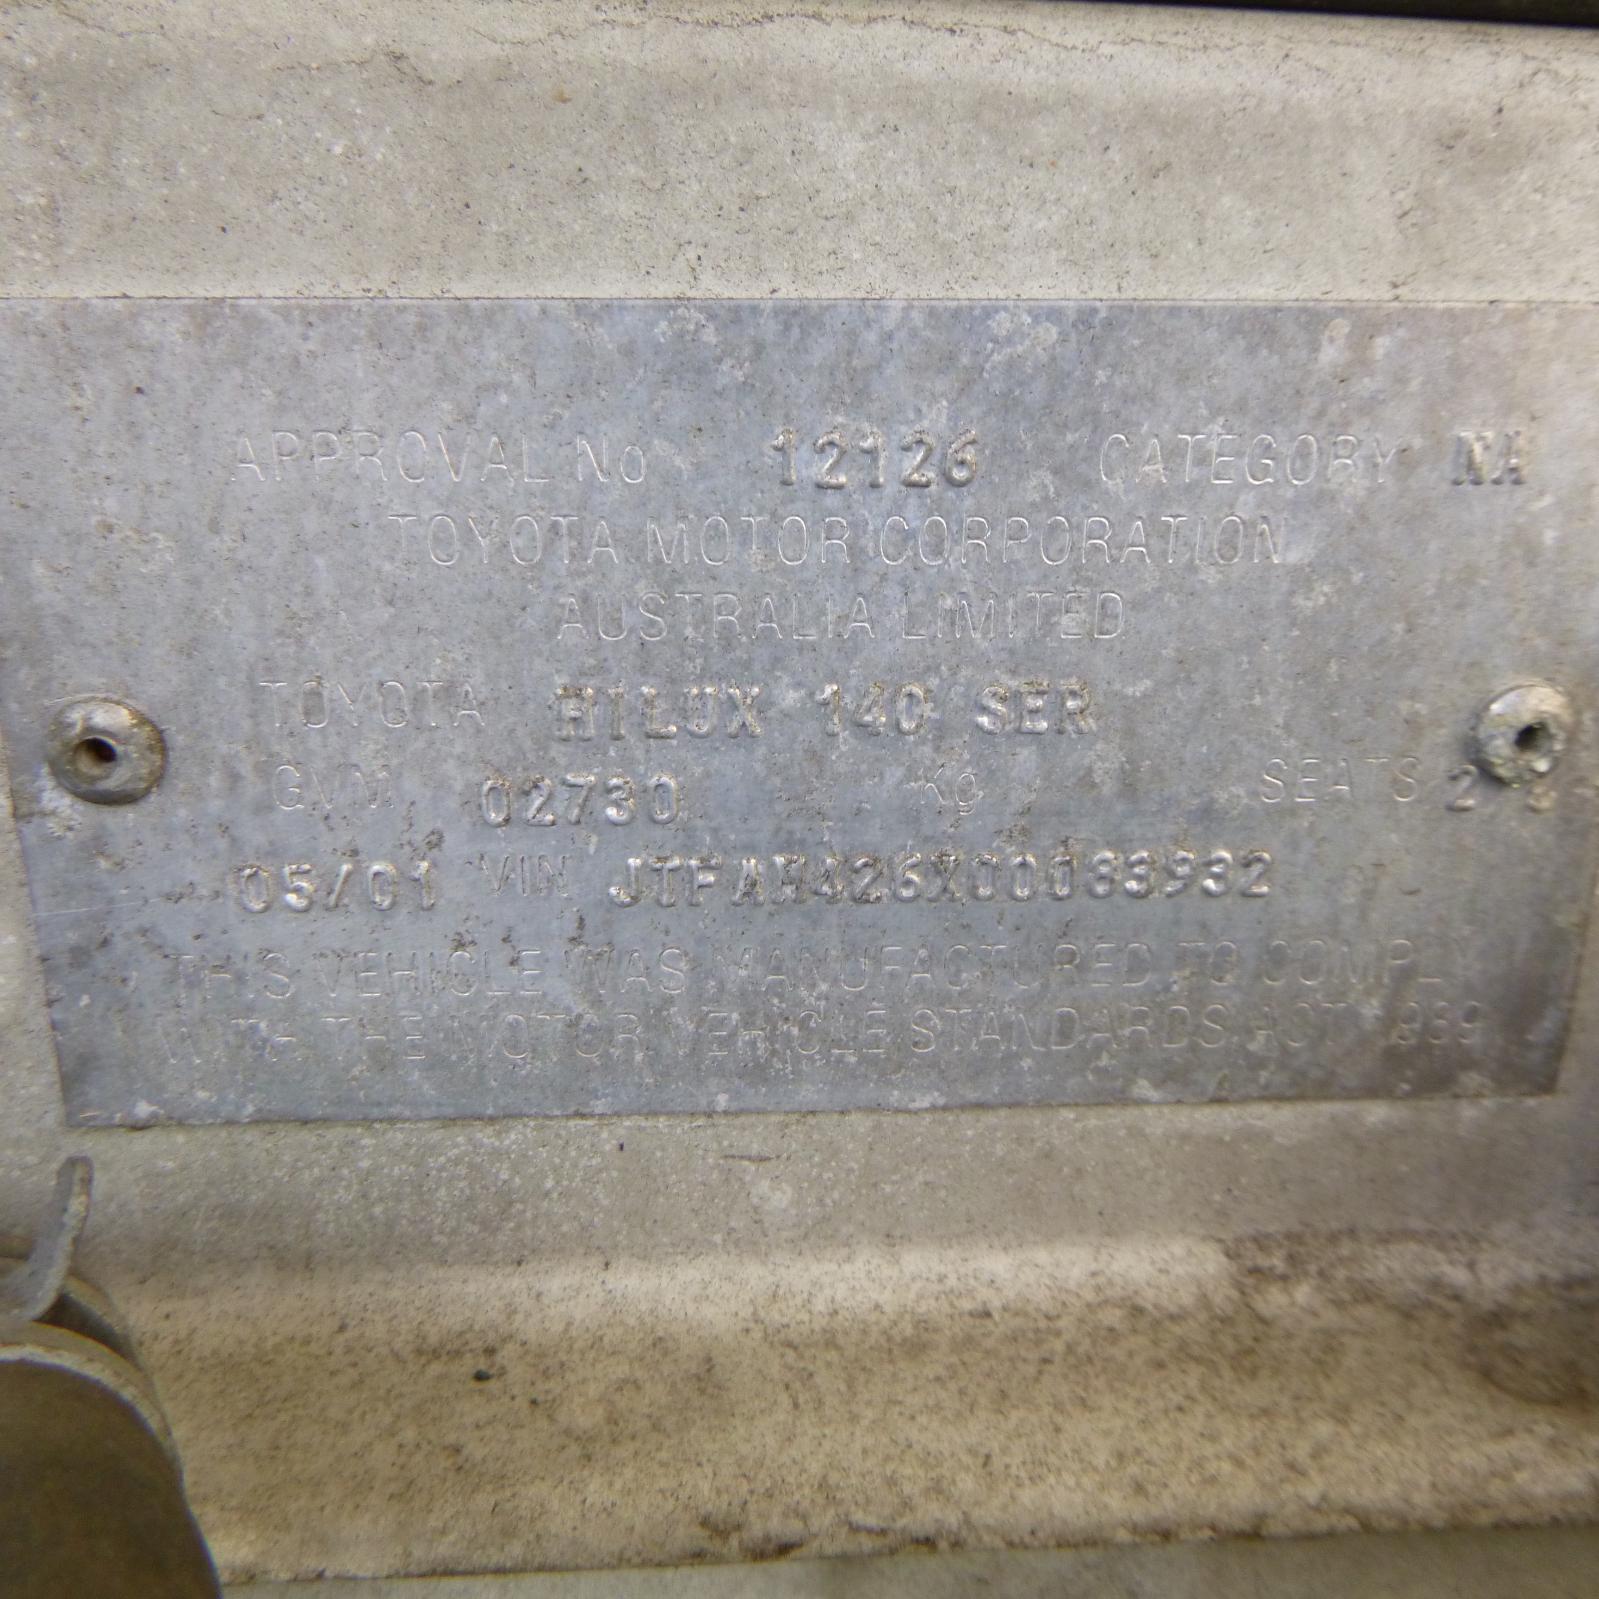 APPROVAL No 12126 CATEGORY NA
TOYOTA MOTOR CORPORATION
AUSTRALIA LIMITED
TOYOTA HILUX 140 SER
GVM 02730 Kg SEATS 2
05/01 VIN JTFAW426X00083932
THIS VEHICLE WAS MANUFACTURED TO COMPLY
WITH THE MOTOR VEHICLE STANDARDS ACT 1989